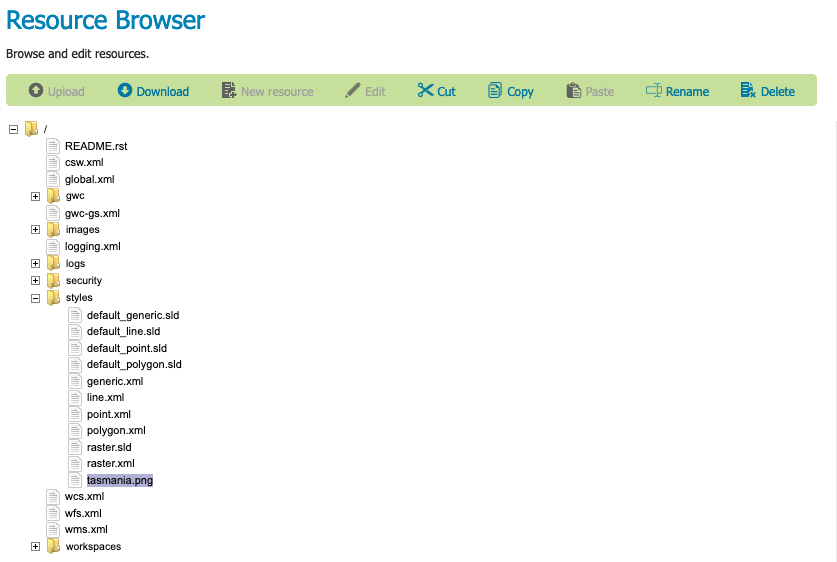 Resource Browser
Browse and edit resources.
Upload Download New resource Edit Cut Copy Paste Rename Delete
/
README.rst
csw.xml
global.xml
gwc
gwc-gs.xml
images
logging.xml
logs
security
styles
default_generic.sld
default_line.sld
default_point.sld
default_polygon.sld
generic.xml
line.xml
point.xml
polygon.xml
raster.sld
raster.xml
tasmania.png
wcs.xml
wfs.xml
wms.xml
workspaces